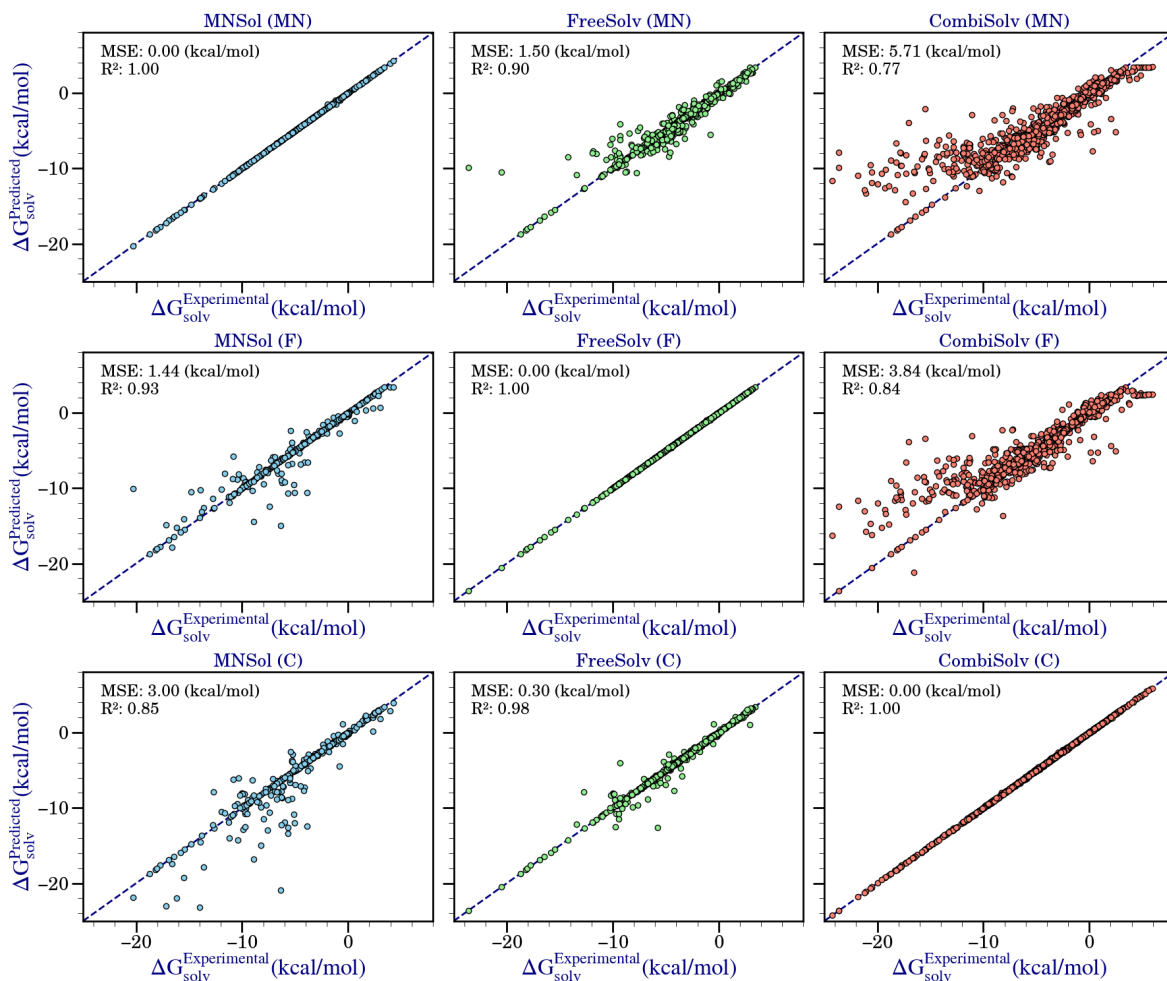 MNSol (MN)
FreeSolv (MN)
CombiSolv (MN)
MSE: 0.00 (kcal/mol)
R²: 1.00
MSE: 1.50 (kcal/mol)
R²: 0.90
MSE: 5.71 (kcal/mol)
R²: 0.77
0
−10
−20
ΔG_solv^Predicted (kcal/mol)
ΔG_solv^Experimental (kcal/mol)
ΔG_solv^Experimental (kcal/mol)
ΔG_solv^Experimental (kcal/mol)
MNSol (F)
FreeSolv (F)
CombiSolv (F)
MSE: 1.44 (kcal/mol)
R²: 0.93
MSE: 0.00 (kcal/mol)
R²: 1.00
MSE: 3.84 (kcal/mol)
R²: 0.84
0
−10
−20
ΔG_solv^Predicted (kcal/mol)
ΔG_solv^Experimental (kcal/mol)
ΔG_solv^Experimental (kcal/mol)
ΔG_solv^Experimental (kcal/mol)
MNSol (C)
FreeSolv (C)
CombiSolv (C)
MSE: 3.00 (kcal/mol)
R²: 0.85
MSE: 0.30 (kcal/mol)
R²: 0.98
MSE: 0.00 (kcal/mol)
R²: 1.00
0
−10
−20
ΔG_solv^Predicted (kcal/mol)
−20 −10 0
−20 −10 0
−20 −10 0
ΔG_solv^Experimental (kcal/mol)
ΔG_solv^Experimental (kcal/mol)
ΔG_solv^Experimental (kcal/mol)